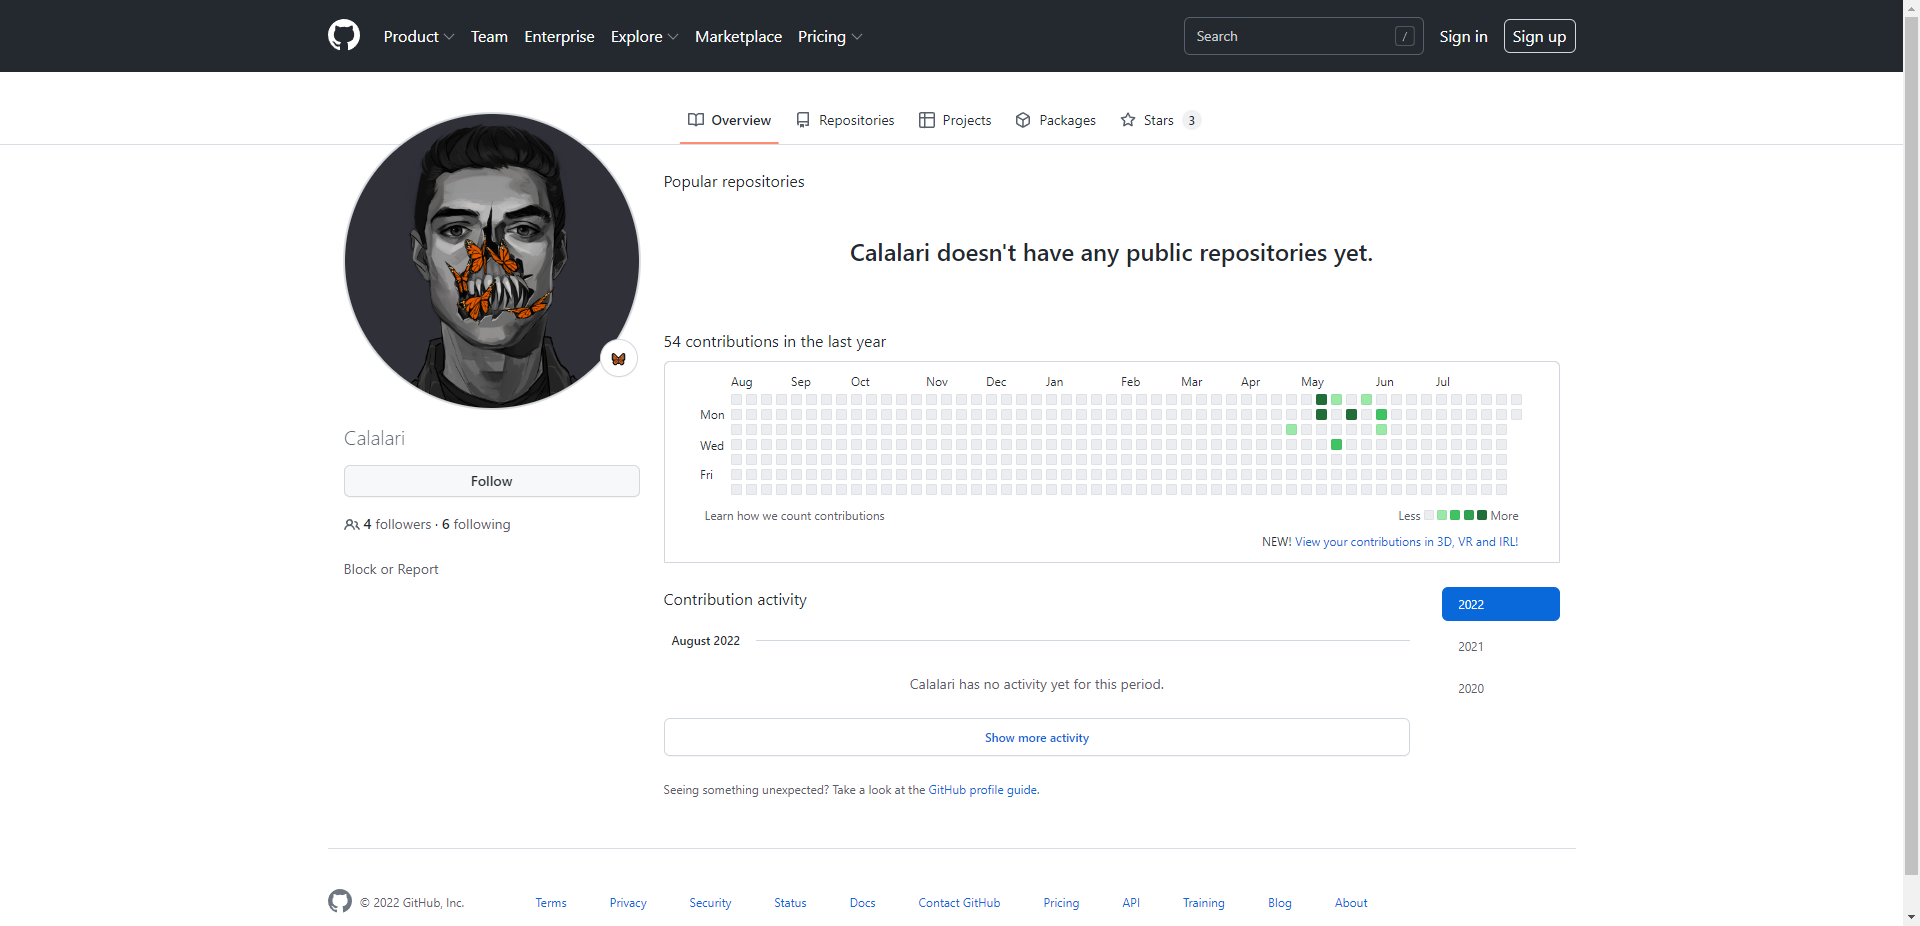 Product Team Enterprise Explore Marketplace Pricing Search / Sign in Sign up
Overview Repositories Projects Packages Stars 3
Popular repositories
Calalari doesn't have any public repositories yet.
54 contributions in the last year
Aug Sep Oct Nov Dec Jan Feb Mar Apr May Jun Jul
Mon
Wed
Fri
Learn how we count contributions Less More
NEW! View your contributions in 3D, VR and IRL!
Calalari
Follow
4 followers · 6 following
Block or Report
Contribution activity
2022
2021
2020
August 2022
Calalari has no activity yet for this period.
Show more activity
Seeing something unexpected? Take a look at the GitHub profile guide.
© 2022 GitHub, Inc. Terms Privacy Security Status Docs Contact GitHub Pricing API Training Blog About